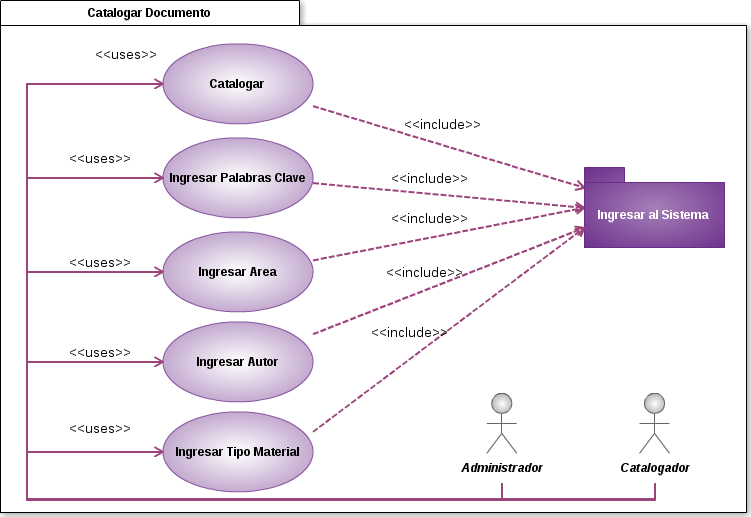 Catalogar Documento
<<uses>>
Catalogar
<<include>>
<<uses>>
Ingresar Palabras Clave
<<include>>
Ingresar al Sistema
<<include>>
<<uses>>
Ingresar Area
<<include>>
<<uses>>
Ingresar Autor
<<include>>
<<uses>>
Ingresar Tipo Material
Administrador
Catalogador